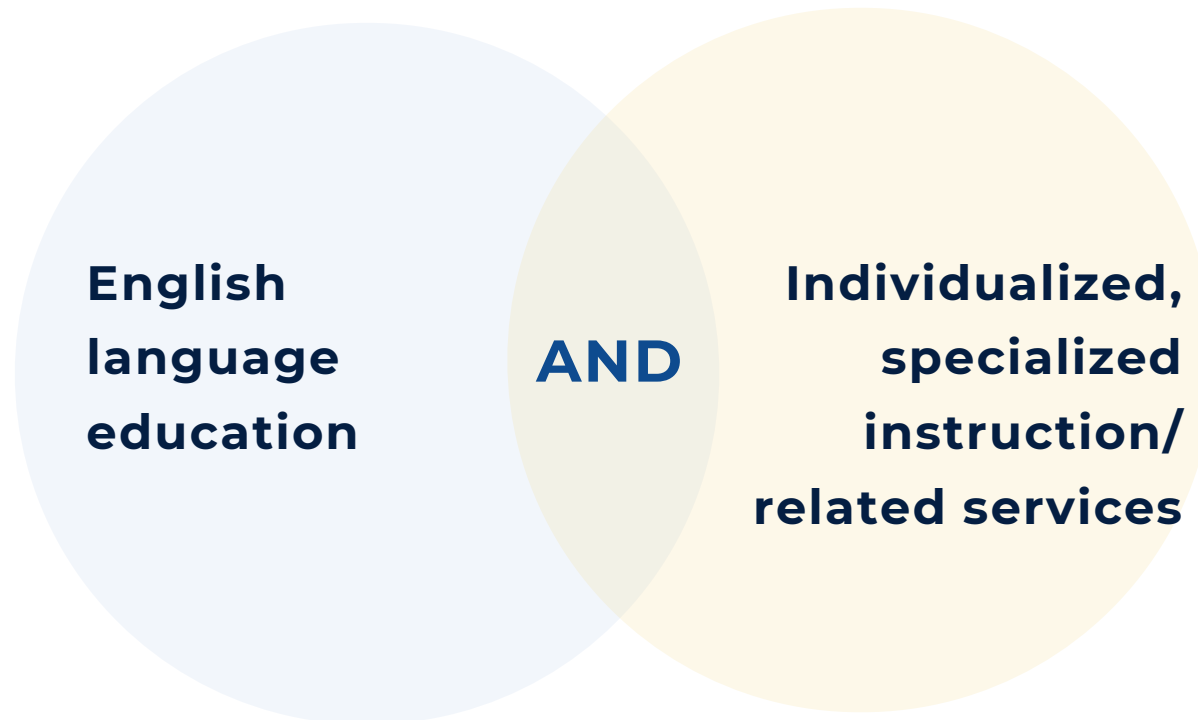 English
language
education
AND
Individualized,
specialized
instruction/
related services